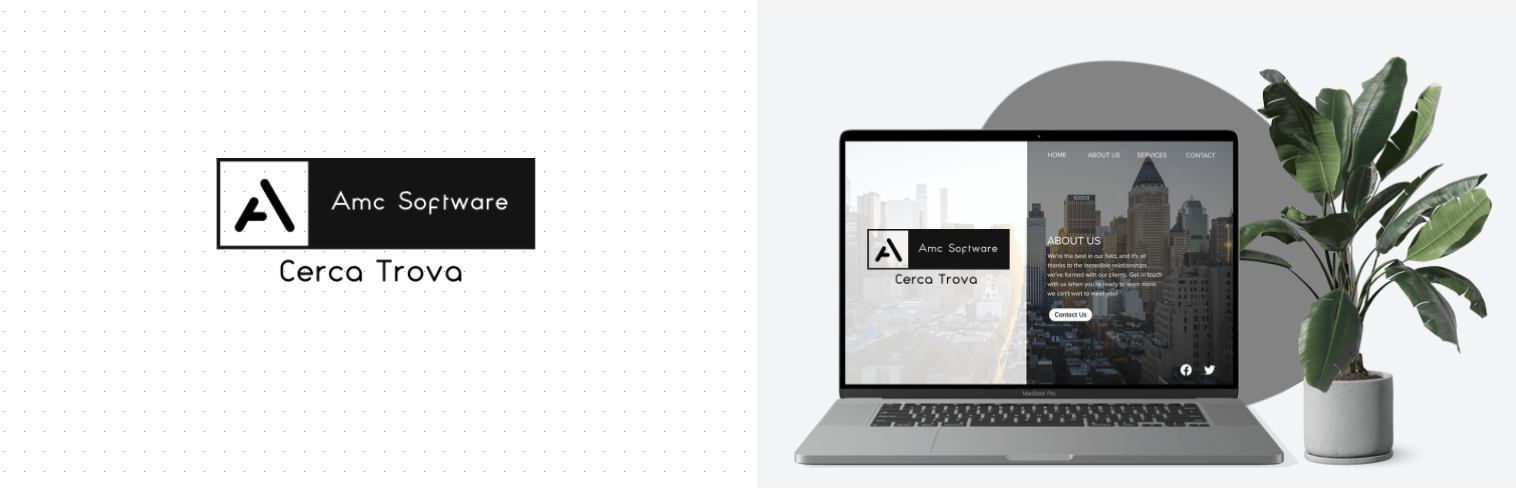 Amc Software
Cerca Trova
HOME ABOUT US SERVICES CONTACT
Amc Software
Cerca Trova
ABOUT US
We're the best in our field, and it's all
thanks to the incredible relationships
we've formed with our clients. Get in touch
with us when you're ready to learn more,
we can't wait to meet you!
Contact Us
MacBook Pro